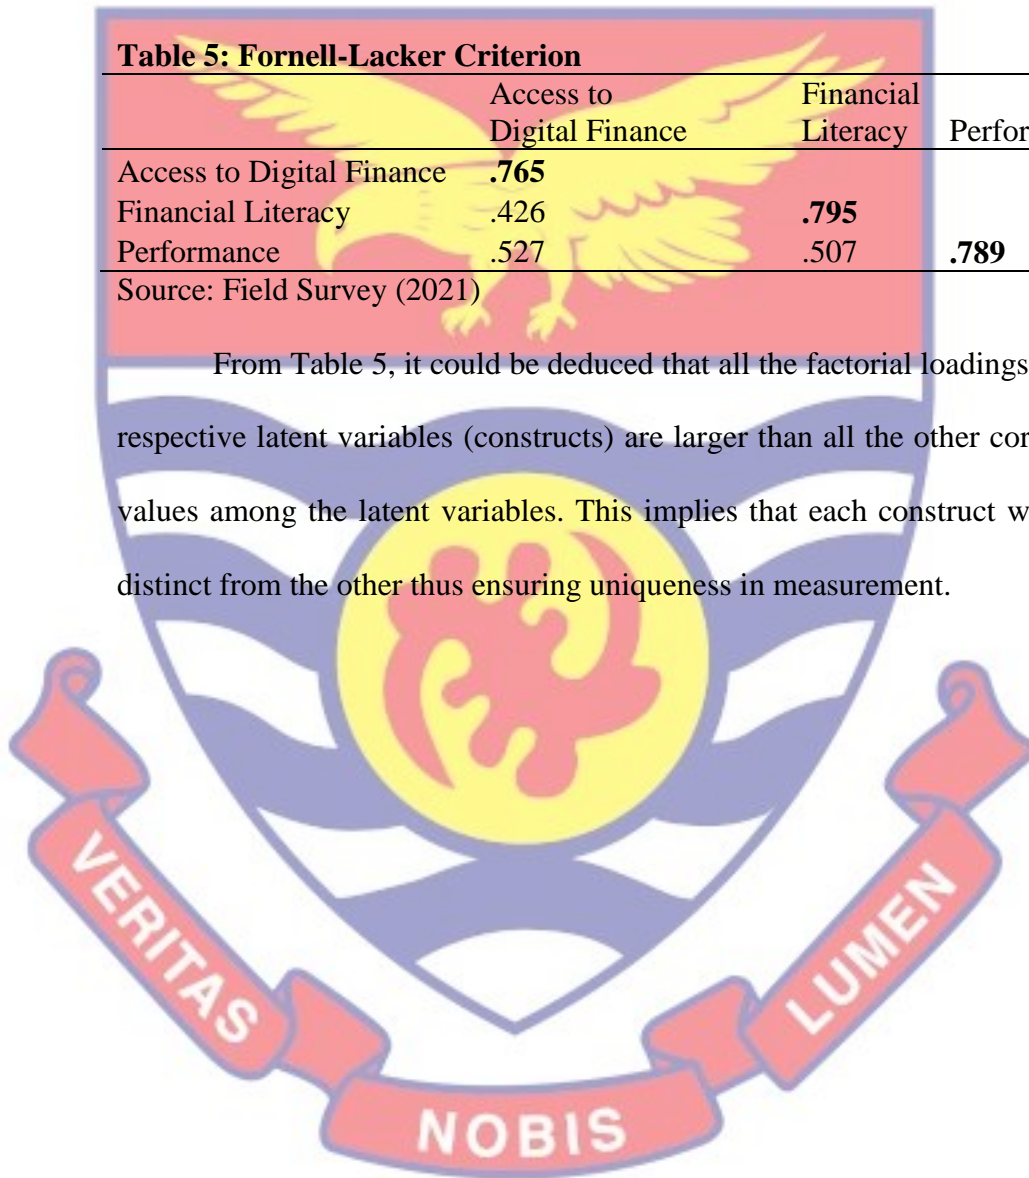 Table 5: Fornell-Lacker Criterion
Access to Financial
Digital Finance Literacy Perfor
Access to Digital Finance .765
Financial Literacy .426 .795
Performance .527 .507 .789
Source: Field Survey (2021)
From Table 5, it could be deduced that all the factorial loadings
respective latent variables (constructs) are larger than all the other cor
values among the latent variables. This implies that each construct w
distinct from the other thus ensuring uniqueness in measurement.
VERITAS
NOBIS
LUMEN